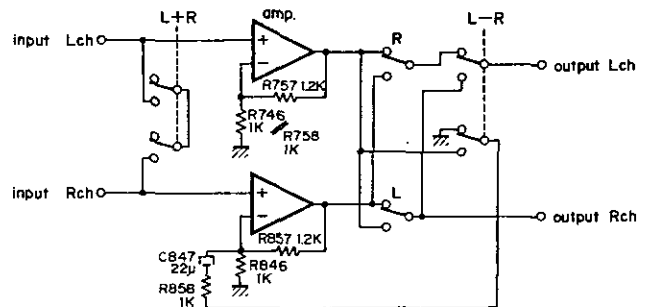 L+R
amp.
L−R
input Lch
R
output Lch
R757 1.2K
R746
1K
R758
1K
input Rch
L
output Rch
R857 1.2K
C847
22μ
R846
1K
R858
1K